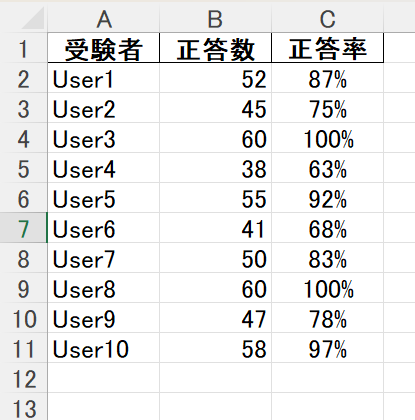 A B C
1 受験者 正答数 正答率
2 User1 52 87%
3 User2 45 75%
4 User3 60 100%
5 User4 38 63%
6 User5 55 92%
7 User6 41 68%
8 User7 50 83%
9 User8 60 100%
10 User9 47 78%
11 User10 58 97%
12
13